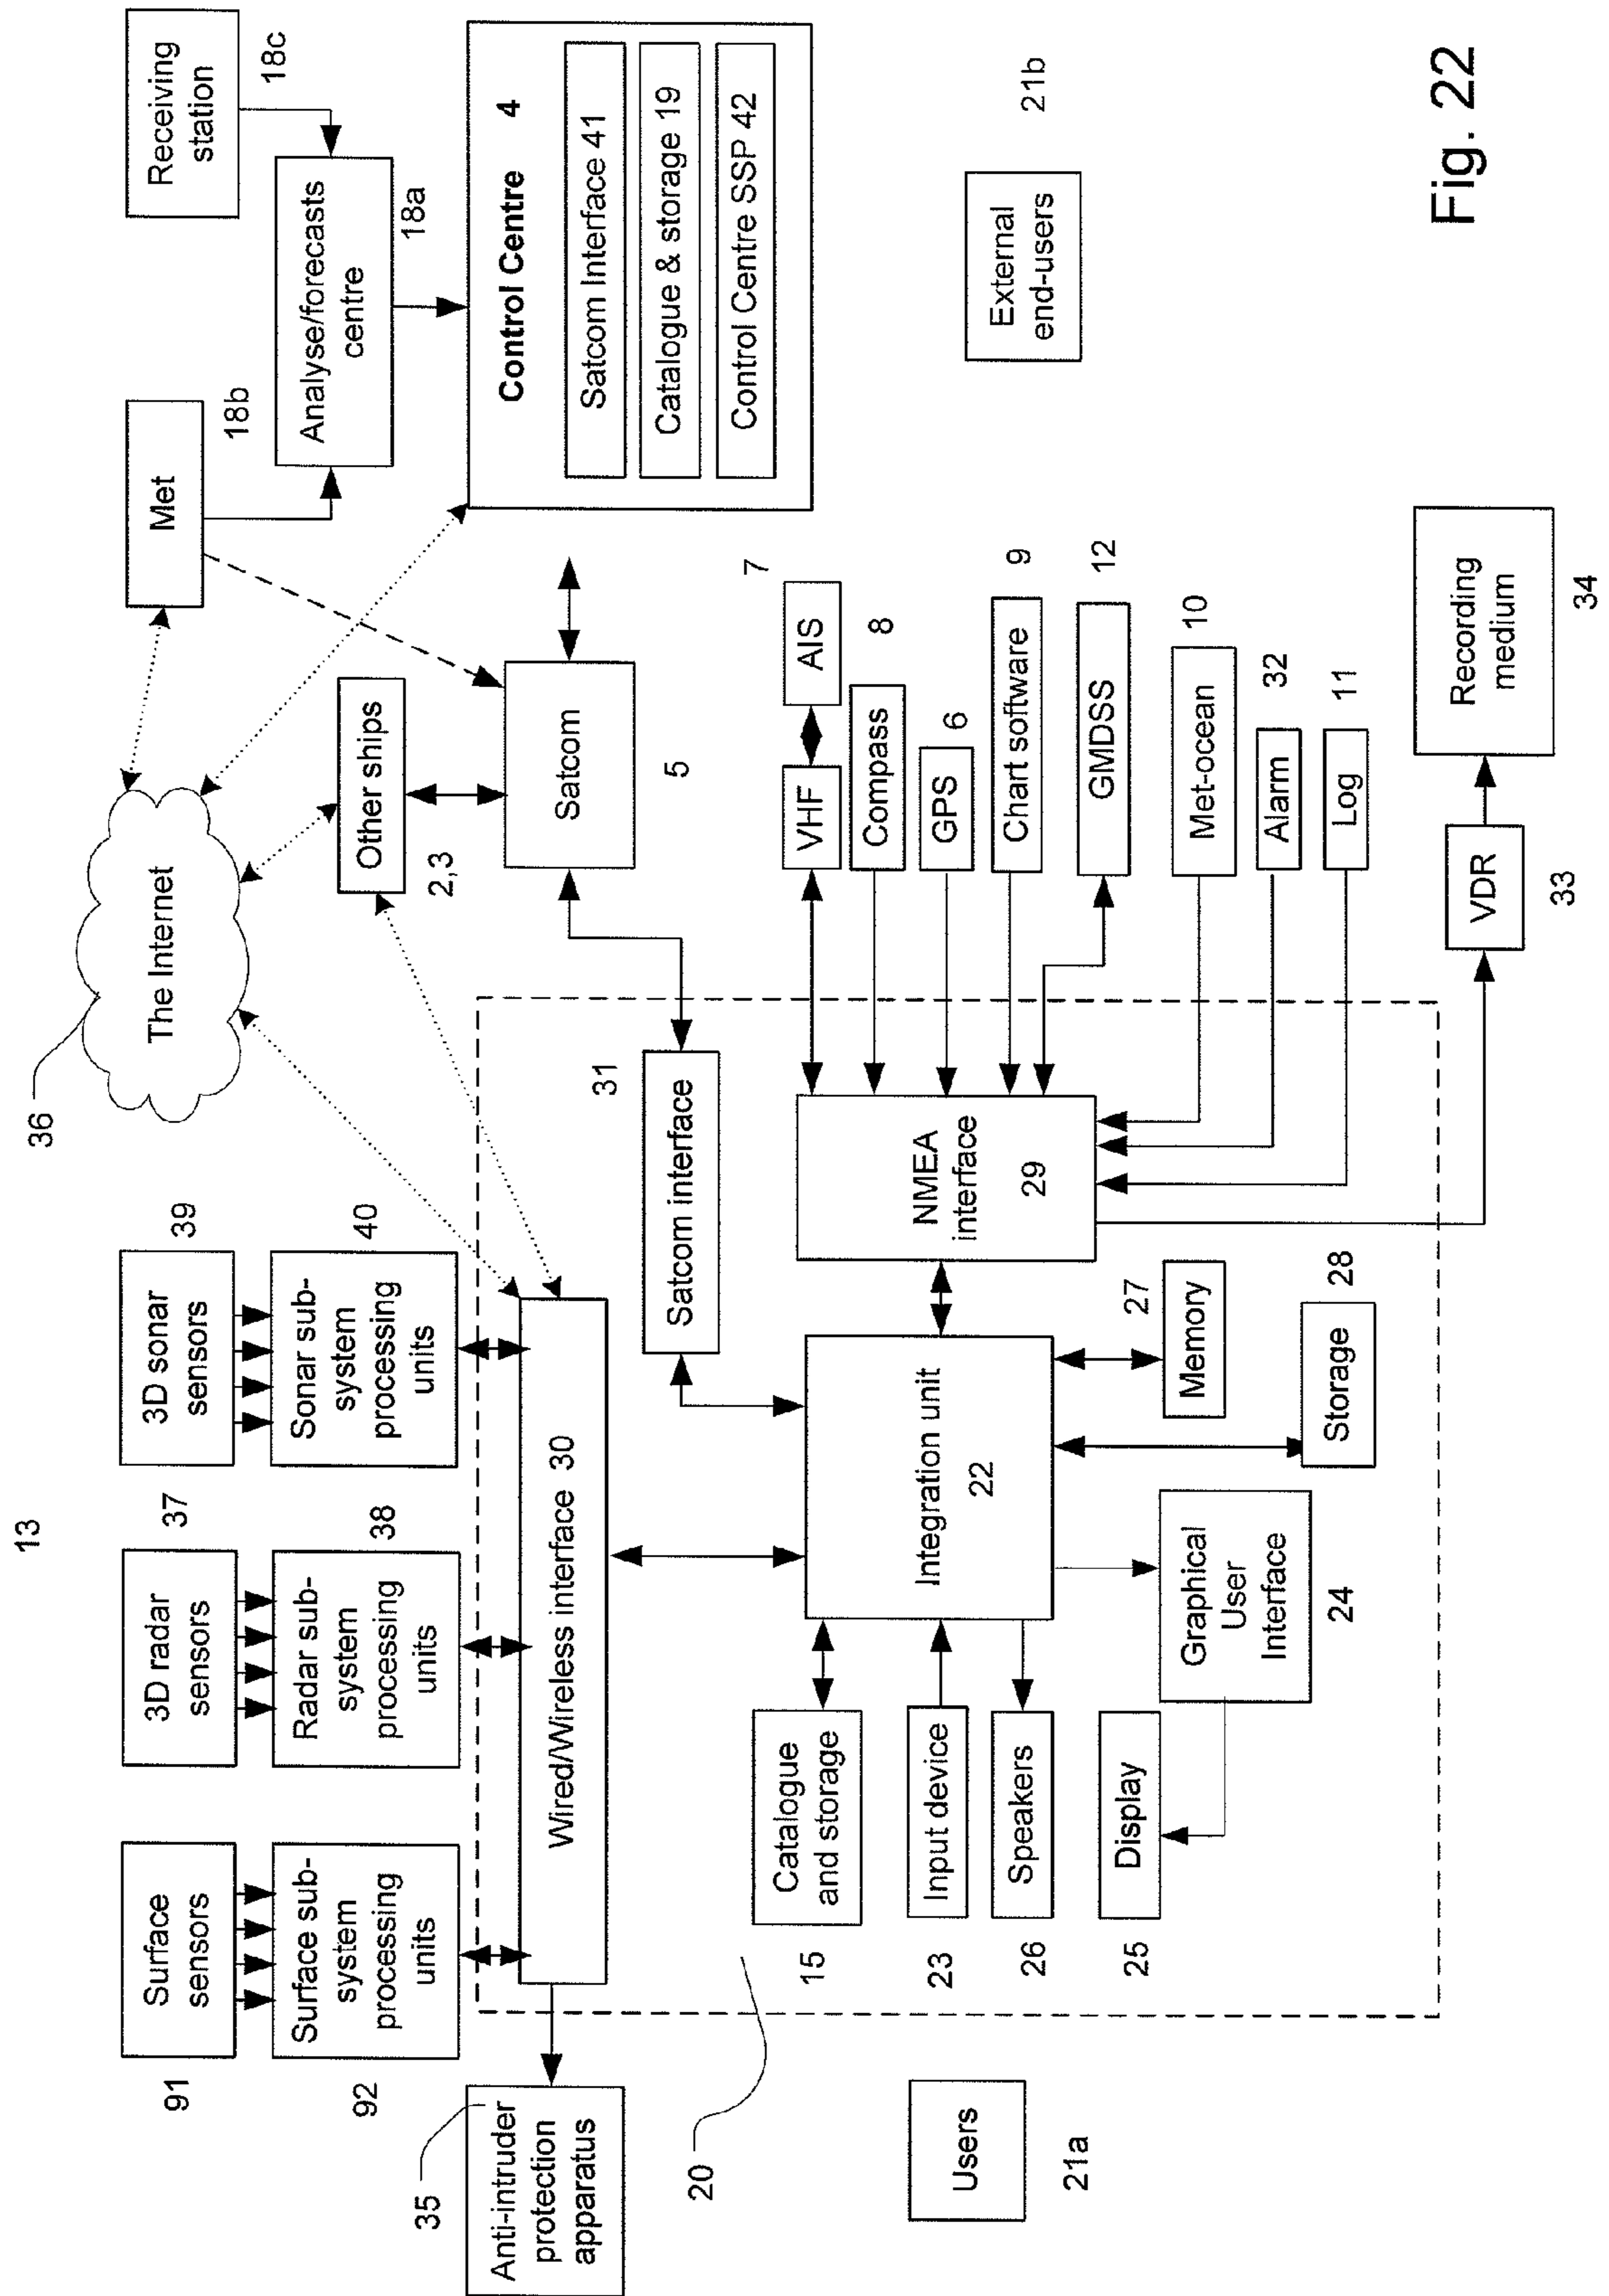 13
91
Surface
sensors
92
Surface sub-
system
processing
units
37
3D radar
sensors
38
Radar sub-
system
processing
units
39
3D sonar
sensors
40
Sonar sub-
system
processing
units
36
The Internet
Met
18b
Receiving
station
18c
Analyse/forecasts
centre
18a
Other ships
2,3
Control Centre 4
Satcom Interface 41
Catalogue & storage 19
Control Centre SSP 42
Satcom
5
35
Anti-intruder
protection
apparatus
Wired/Wireless interface 30
Satcom interface
31
20
Catalogue
and storage
15
Input device
23
Speakers
26
Display
25
Integration unit
22
Graphical
User
Interface
24
Memory
27
Storage
28
NMEA
interface
29
VHF
AIS
7
Compass
8
GPS
6
Chart software
9
GMDSS
12
Met-ocean
10
Alarm
32
Log
11
VDR
33
Recording
medium
34
Users
21a
External
end-users
21b
Fig. 22